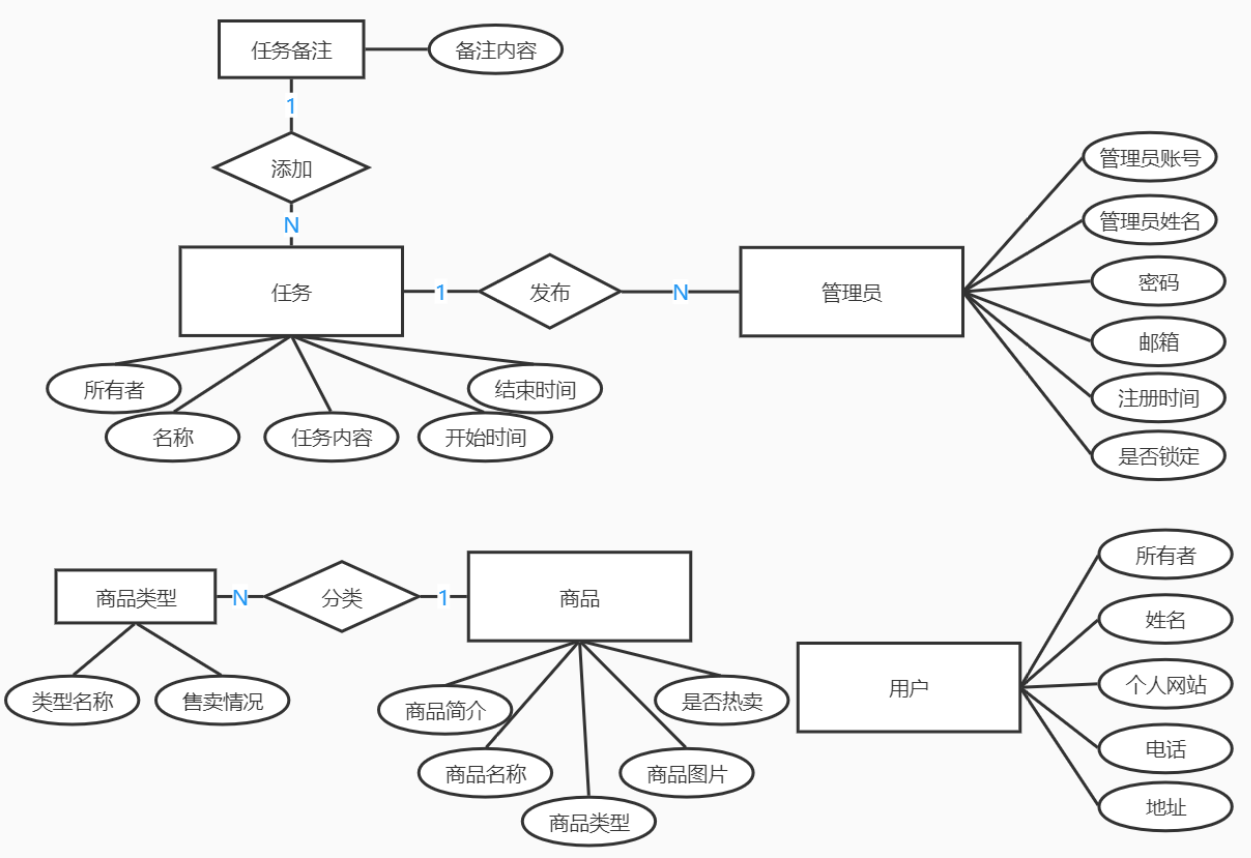 任务备注
备注内容
1
添加
N
任务
1
发布
N
管理员
管理员账号
管理员姓名
密码
邮箱
注册时间
是否锁定
所有者
名称
任务内容
开始时间
结束时间
商品类型
N
分类
1
商品
类型名称
售卖情况
商品简介
商品名称
商品类型
商品图片
是否热卖
用户
所有者
姓名
个人网站
电话
地址